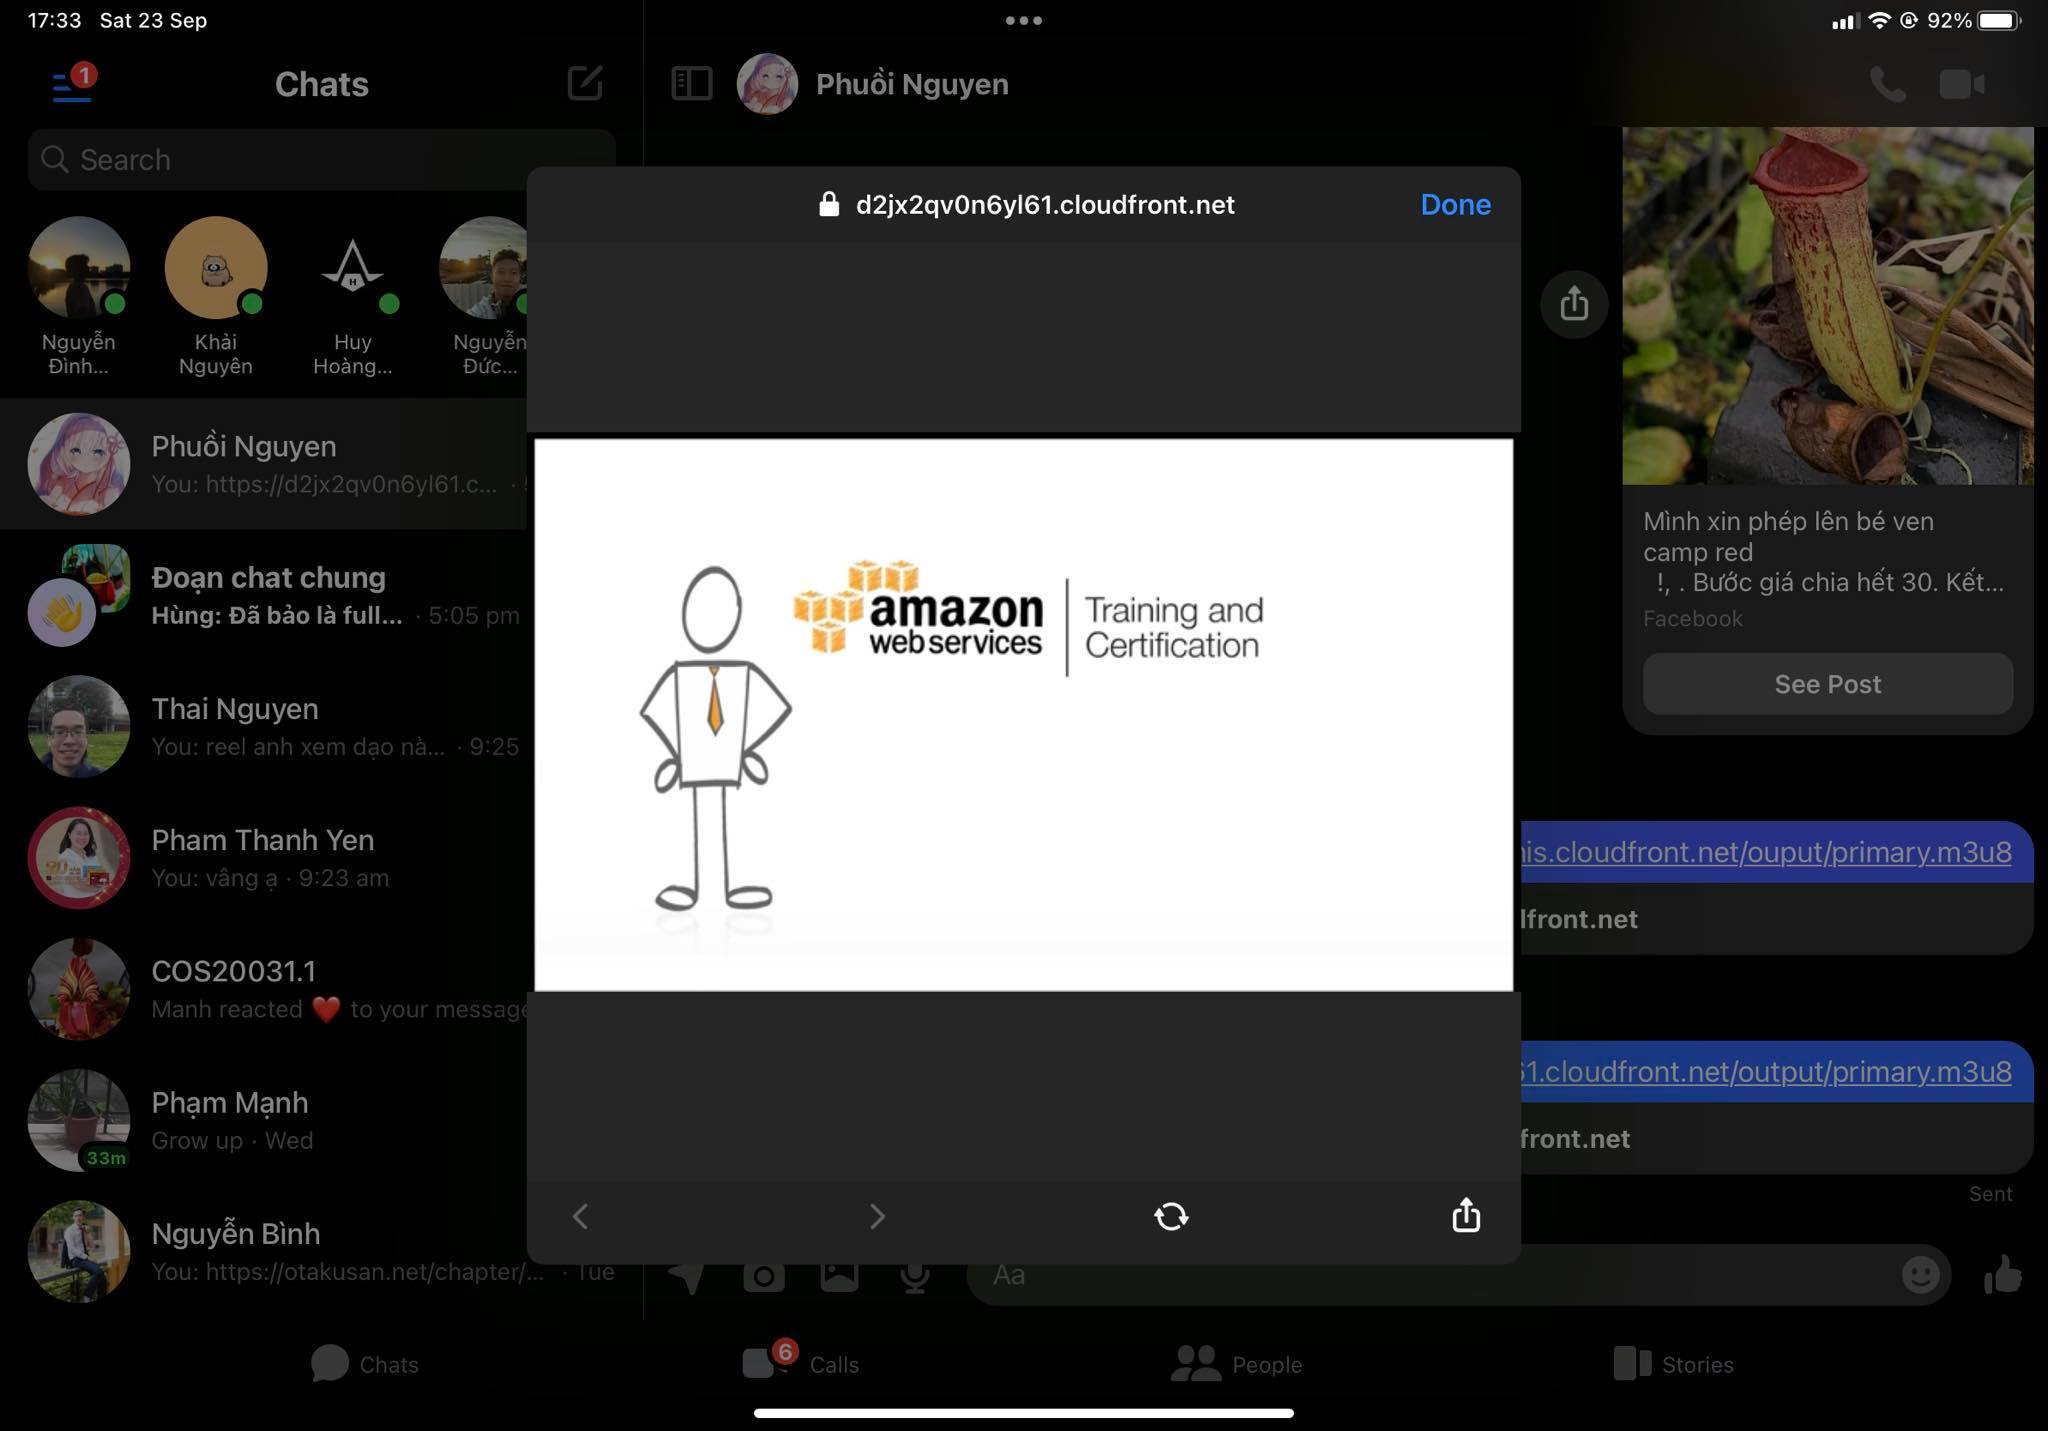 17:33 Sat 23 Sep
92%
1
Chats
Search
Nguyễn
Đình...
Khải
Nguyên
Huy
Hoàng...
Nguyễn
Đức...
Phuồi Nguyen
You: https://d2jx2qv0n6yl61.c... ·
Đoạn chat chung
Hùng: Đã bảo là full... · 5:05 pm
Thai Nguyen
You: reel anh xem dạo nà... · 9:25
Pham Thanh Yen
You: vâng ạ · 9:23 am
COS20031.1
Manh reacted ❤️ to your message
Phạm Mạnh
Grow up · Wed
33m
Nguyễn Bình
You: https://otakusan.net/chapter/... · Tue
Phuồi Nguyen
d2jx2qv0n6yl61.cloudfront.net
Done
amazon
web services
Training and
Certification
Mình xin phép lên bé ven
camp red
!, . Bước giá chia hết 30. Kết...
Facebook
See Post
nis.cloudfront.net/ouput/primary.m3u8
lfront.net
61.cloudfront.net/output/primary.m3u8
front.net
Sent
Aa
Chats
6
Calls
People
Stories